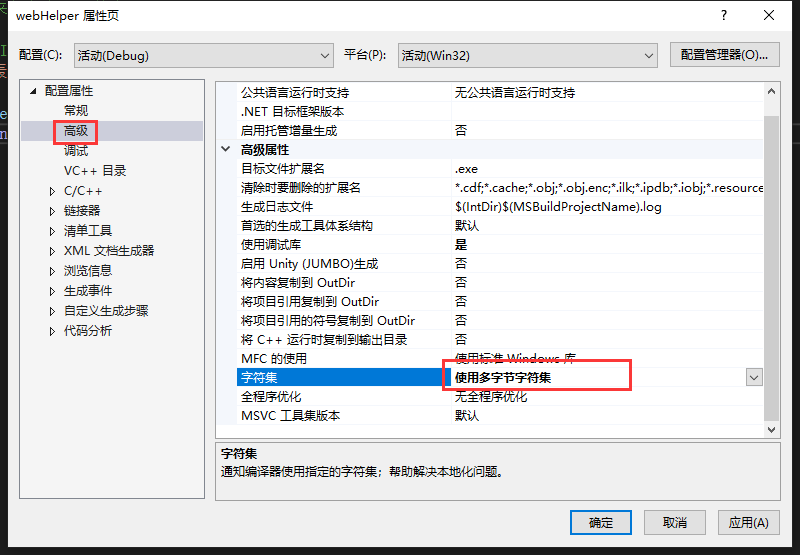 webHelper 属性页
配置(C): 活动(Debug) 平台(P): 活动(Win32) 配置管理器(O)...
配置属性
常规
高级
调试
VC++ 目录
C/C++
链接器
清单工具
XML 文档生成器
浏览信息
生成事件
自定义生成步骤
代码分析
公共语言运行时支持 无公共语言运行时支持
.NET 目标框架版本
启用托管增量生成 否
高级属性
目标文件扩展名 .exe
清除时要删除的扩展名 *.cdf;*.cache;*.obj;*.obj.enc;*.ilk;*.ipdb;*.iobj;*.resource
生成日志文件 $(IntDir)$(MSBuildProjectName).log
首选的生成工具体系结构 默认
使用调试库 是
启用 Unity (JUMBO)生成 否
将内容复制到 OutDir 否
将项目引用复制到 OutDir 否
将项目引用的符号复制到 OutDir 否
将 C++ 运行时复制到输出目录 否
MFC 的使用 使用标准 Windows 库
字符集 使用多字节字符集
全程序优化 无全程序优化
MSVC 工具集版本 默认
字符集
通知编译器使用指定的字符集；帮助解决本地化问题。
确定 取消 应用(A)